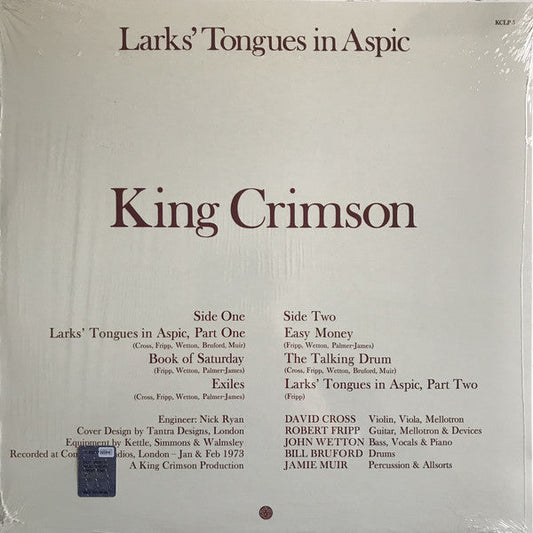 KCLP 5
Larks' Tongues in Aspic
King Crimson
Side One
Larks' Tongues in Aspic, Part One
(Cross, Fripp, Wetton, Bruford, Muir)
Book of Saturday
(Cross, Fripp, Wetton, Palmer-James)
Exiles
(Cross, Fripp, Wetton, Palmer-James)
Side Two
Easy Money
(Fripp, Wetton, Palmer-James)
The Talking Drum
(Cross, Fripp, Wetton, Bruford, Muir)
Larks' Tongues in Aspic, Part Two
(Fripp)
Engineer: Nick Ryan
Cover Design by Tantra Designs, London
Equipment by Kettle, Simmons & Walmsley
Recorded at Studios, London – Jan & Feb 1973
A King Crimson Production
DAVID CROSS Violin, Viola, Mellotron
ROBERT FRIPP Guitar, Mellotron & Devices
JOHN WETTON Bass, Vocals & Piano
BILL BRUFORD Drums
JAMIE MUIR Percussion & Allsorts